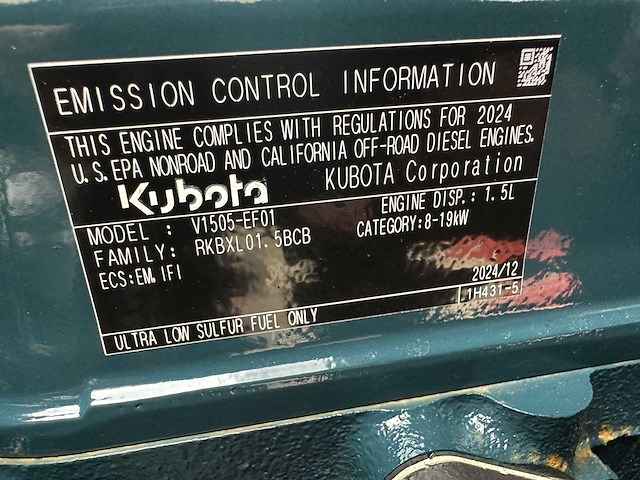 EMISSION CONTROL INFORMATION
THIS ENGINE COMPLIES WITH REGULATIONS FOR 2024
U.S.EPA NONROAD AND CALIFORNIA OFF-ROAD DIESEL ENGINES.
Kubota KUBOTA Corporation
MODEL : V1505-EF01 ENGINE DISP.: 1.5L
FAMILY: RKBXL01.5BCB CATEGORY:8-19kW
ECS:EM,IFI
2024/12
ULTRA LOW SULFUR FUEL ONLY 1H431-5